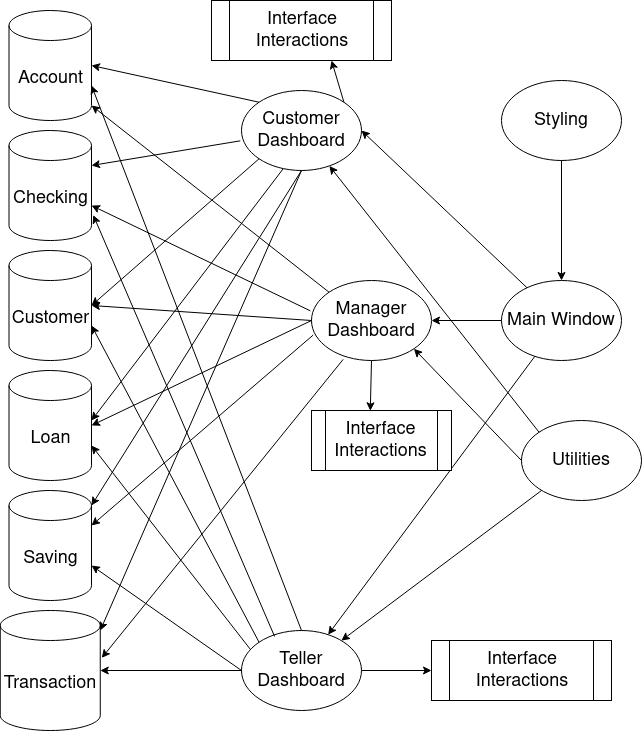 Interface
Interactions
Account
Customer
Dashboard
Styling
Checking
Customer
Manager
Dashboard
Main Window
Loan
Interface
Interactions
Utilities
Saving
Transaction
Teller
Dashboard
Interface
Interactions